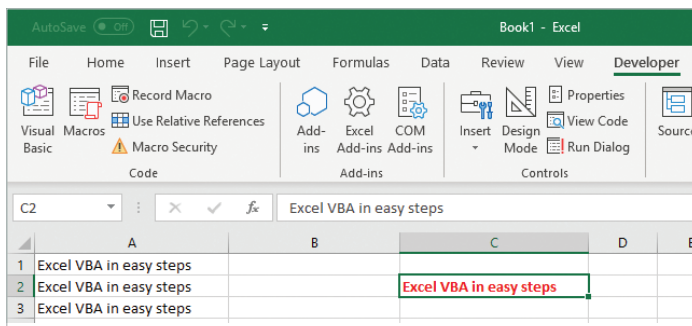 AutoSave Off Book1 - Excel
File Home Insert Page Layout Formulas Data Review View Developer
Visual Basic
Macros
Record Macro
Use Relative References
Macro Security
Code
Add-ins
Excel Add-ins
COM Add-ins
Add-ins
Insert
Design Mode
Properties
View Code
Run Dialog
Controls
C2 fx Excel VBA in easy steps
A B C D
1 Excel VBA in easy steps
2 Excel VBA in easy steps Excel VBA in easy steps
3 Excel VBA in easy steps